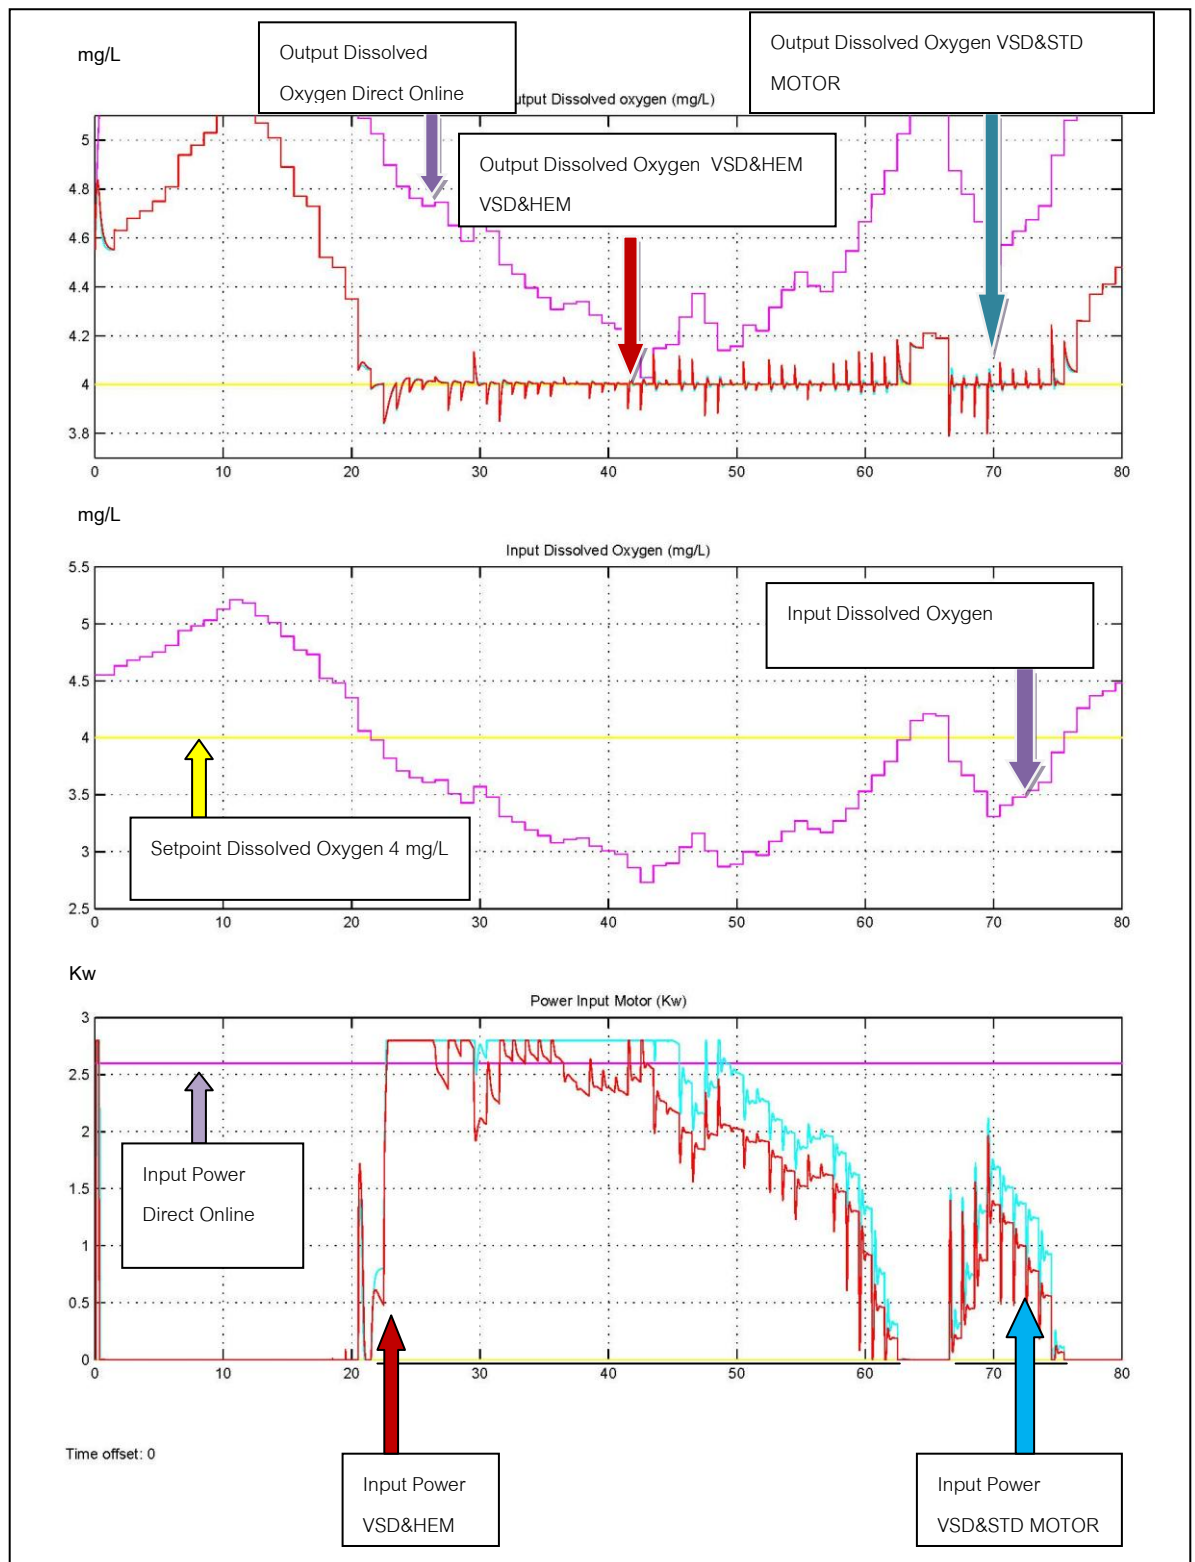 mg/L
Output Dissolved
Oxygen Direct Online
Output Dissolved Oxygen VSD&STD
MOTOR
utput Dissolved oxygen (mg/L)
Output Dissolved Oxygen VSD&HEM
VSD&HEM
5
4.8
4.6
4.4
4.2
4
3.8
0 10 20 30 40 50 60 70 80
mg/L
Input Dissolved Oxygen (mg/L)
5.5
5
4.5
4
3.5
3
2.5
Input Dissolved Oxygen
Setpoint Dissolved Oxygen 4 mg/L
0 10 20 30 40 50 60 70 80
Kw
Power Input Motor (Kw)
3
2.5
2
1.5
1
0.5
0
Input Power
Direct Online
0 10 20 30 40 50 60 70 80
Time offset: 0
Input Power
VSD&HEM
Input Power
VSD&STD MOTOR